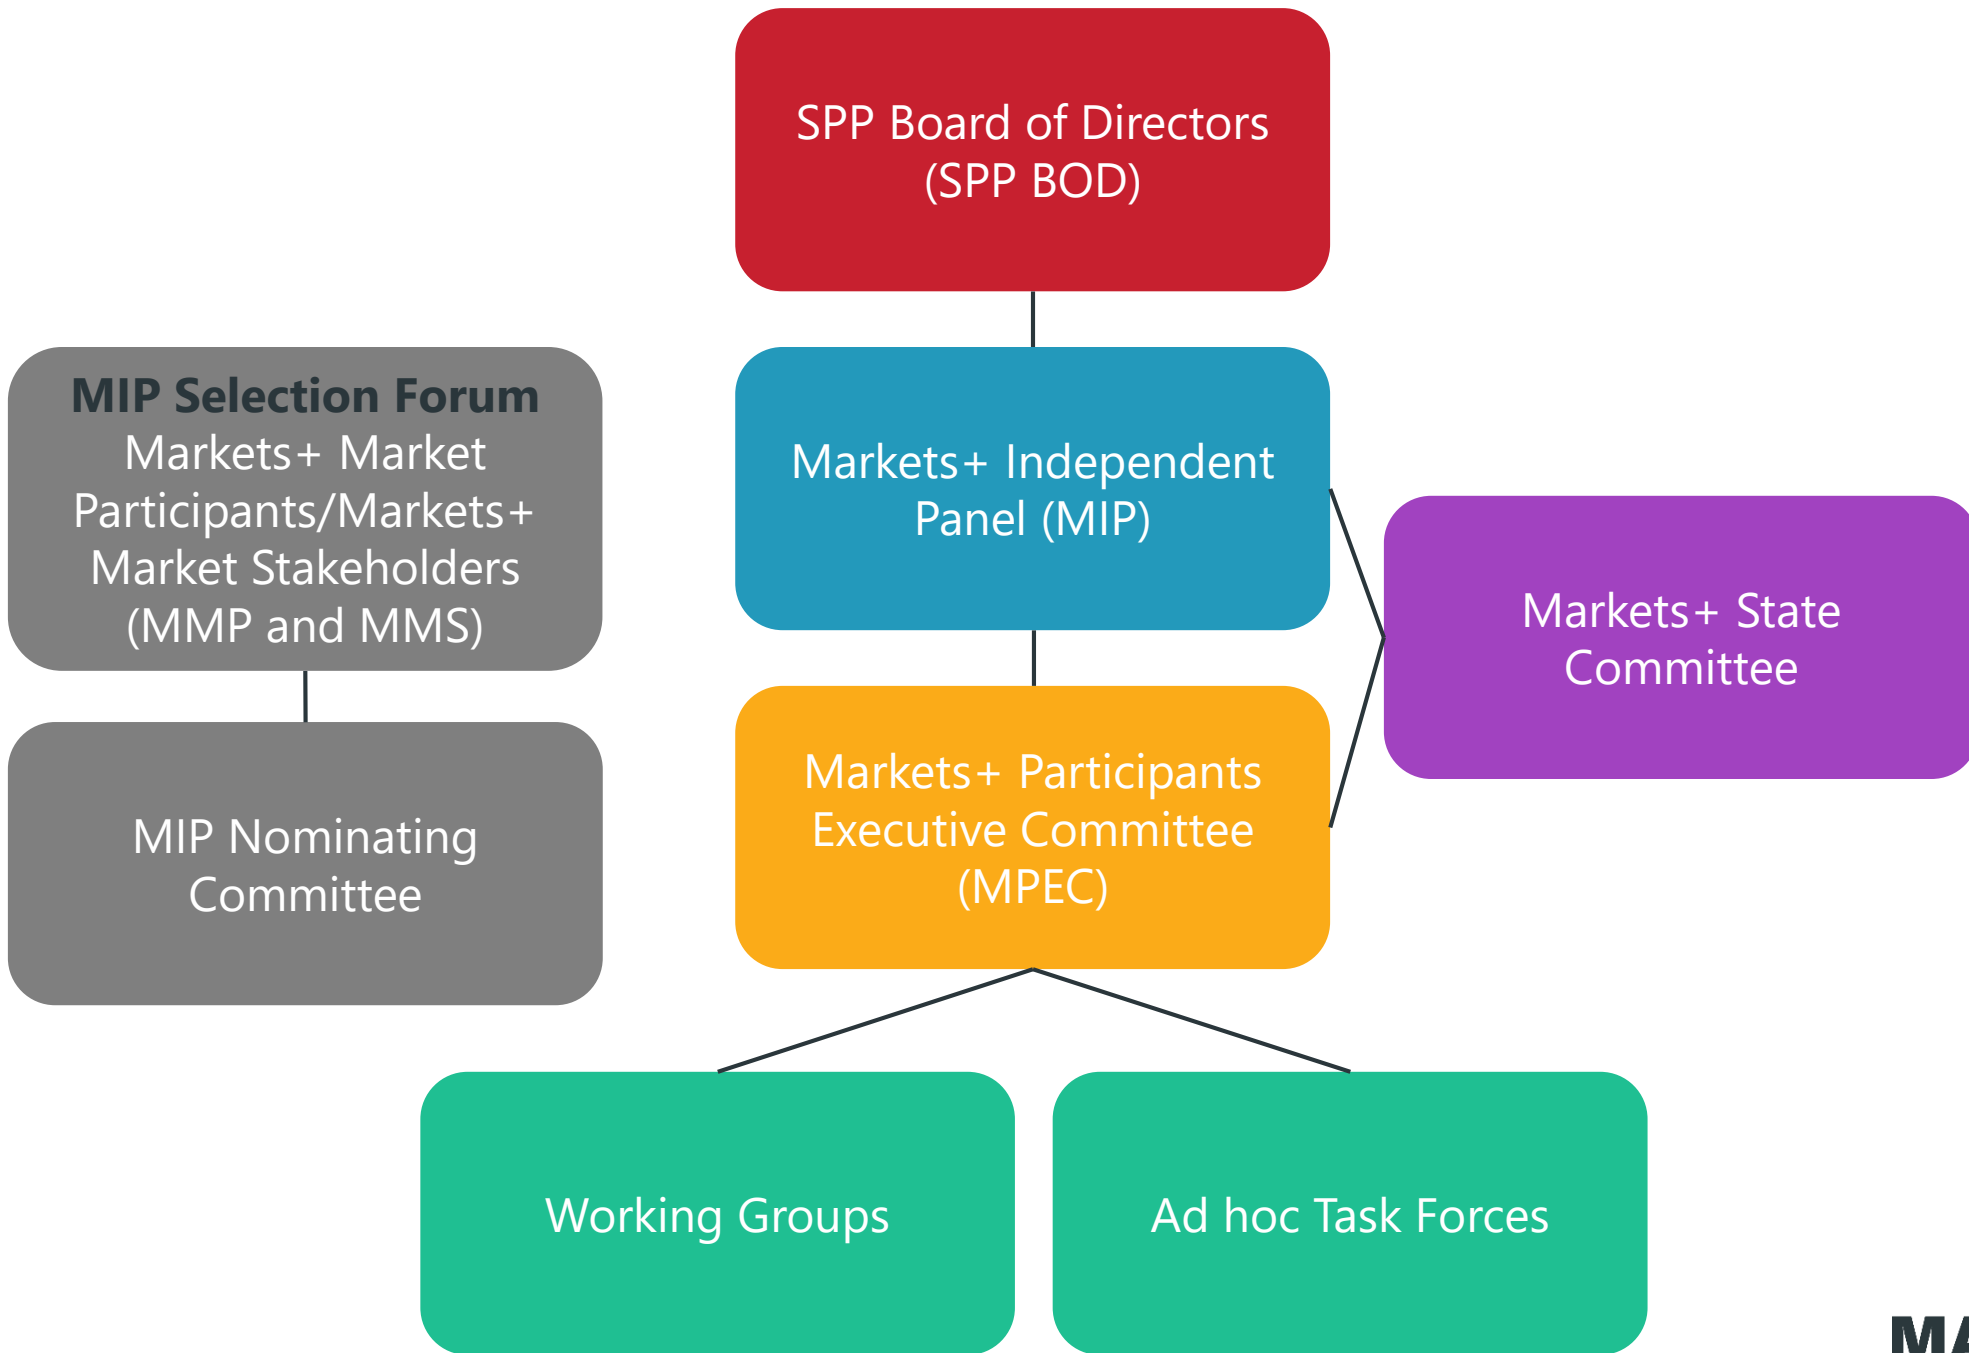 SPP Board of Directors
(SPP BOD)
MIP Selection Forum
Markets+ Market
Participants/Markets+
Market Stakeholders
(MMP and MMS)
Markets+ Independent
Panel (MIP)
Markets+ State
Committee
MIP Nominating
Committee
Markets+ Participants
Executive Committee
(MPEC)
Working Groups
Ad hoc Task Forces